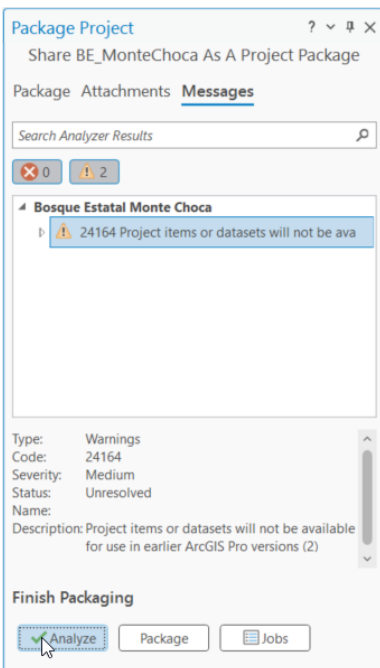 Package Project
?
Share BE_MonteChoca As A Project Package
Package Attachments Messages
Search Analyzer Results
0 2
Bosque Estatal Monte Choca
24164 Project items or datasets will not be ava
Type: Warnings
Code: 24164
Severity: Medium
Status: Unresolved
Name:
Description: Project items or datasets will not be available
for use in earlier ArcGIS Pro versions (2)
Finish Packaging
Analyze Package Jobs